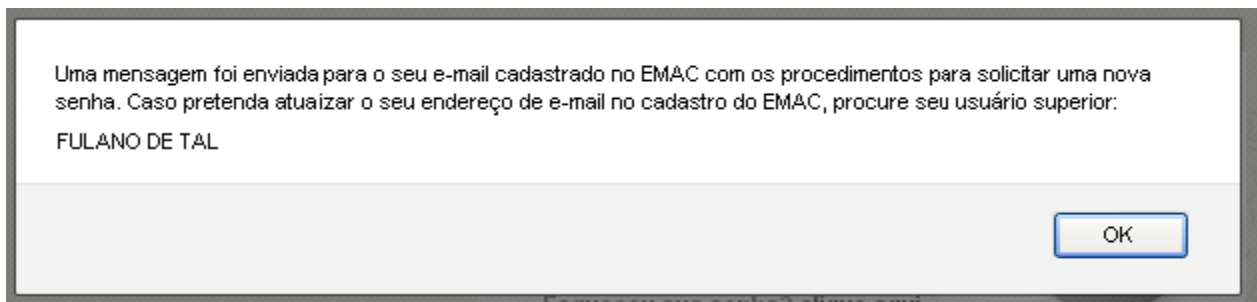 Uma mensagem foi enviada para o seu e-mail cadastrado no EMAC com os procedimentos para solicitar uma nova
senha. Caso pretenda atuaizar o seu endereço de e-mail no cadastro do EMAC, procure seu usuário superior:
FULANO DE TAL
OK